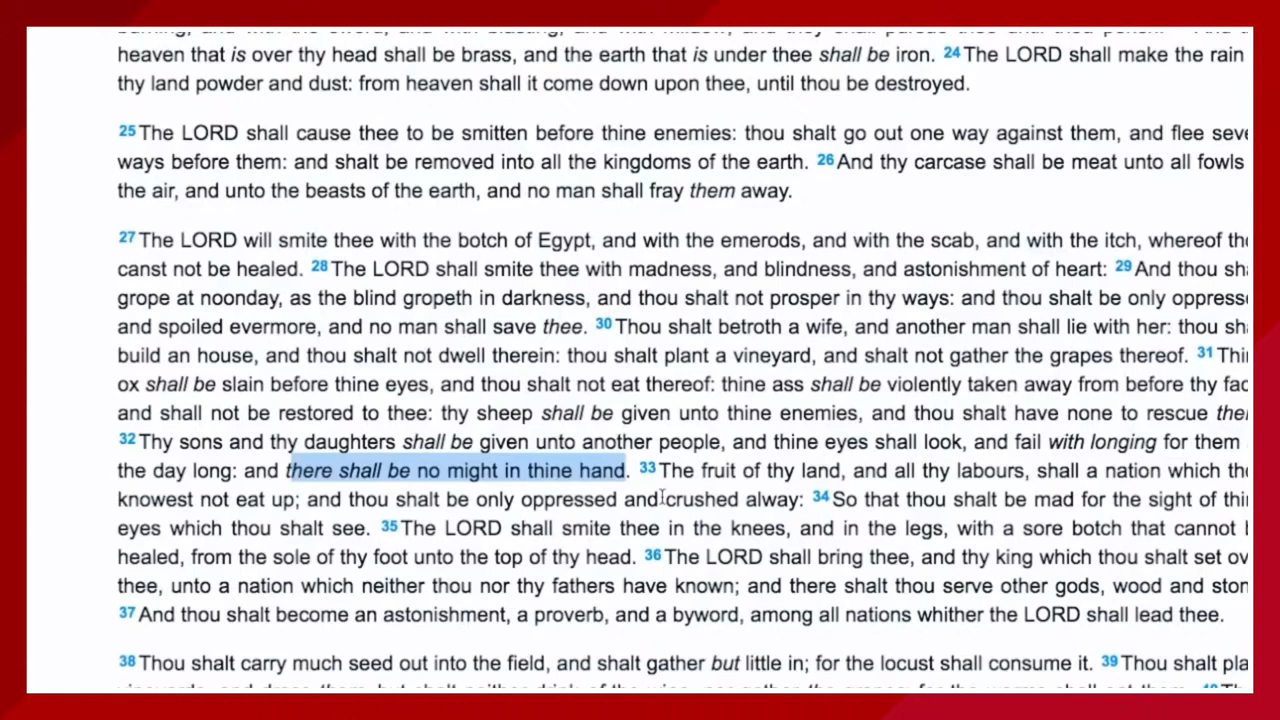 heaven that is over thy head shall be brass, and the earth that is under thee shall be iron. 24 The LORD shall make the rain
thy land powder and dust: from heaven shall it come down upon thee, until thou be destroyed.
25 The LORD shall cause thee to be smitten before thine enemies: thou shalt go out one way against them, and flee
ways before them: and shalt be removed into all the kingdoms of the earth. 26 And thy carcase shall be meat unto all fowls
the air, and unto the beasts of the earth, and no man shall fray them away.
27 The LORD will smite thee with the botch of Egypt, and with the emerods, and with the scab, and with the itch, whereof
canst not be healed. 28 The LORD shall smite thee with madness, and blindness, and astonishment of heart: 29 And thou
grope at noonday, as the blind gropeth in darkness, and thou shalt not prosper in thy ways: and thou shalt be only
and spoiled evermore, and no man shall save thee. 30 Thou shalt betroth a wife, and another man shall lie with her: thou
build an house, and thou shalt not dwell therein: thou shalt plant a vineyard, and shalt not gather the grapes thereof. 31
ox shall be slain before thine eyes, and thou shalt not eat thereof: thine ass shall be violently taken away from before thy
and shall not be restored to thee: thy sheep shall be given unto thine enemies, and thou shalt have none to rescue
32 Thy sons and thy daughters shall be given unto another people, and thine eyes shall look, and fail with longing for them
the day long: and there shall be no might in thine hand. 33 The fruit of thy land, and all thy labours, shall a nation which
knowest not eat up; and thou shalt be only oppressed and crushed alway: 34 So that thou shalt be mad for the sight of
eyes which thou shalt see. 35 The LORD shall smite thee in the knees, and in the legs, with a sore botch that cannot
healed, from the sole of thy foot unto the top of thy head. 36 The LORD shall bring thee, and thy king which thou shalt set
thee, unto a nation which neither thou nor thy fathers have known; and there shalt thou serve other gods, wood and
37 And thou shalt become an astonishment, a proverb, and a byword, among all nations whither the LORD shall lead thee.
38 Thou shalt carry much seed out into the field, and shalt gather but little in; for the locust shall consume it. 39 Thou shalt